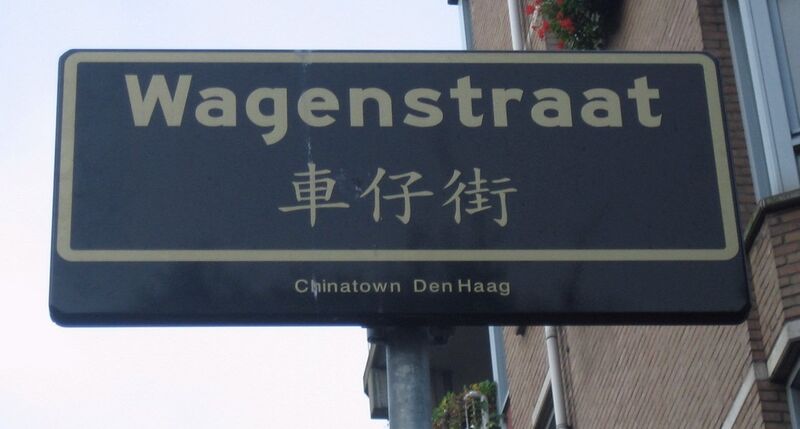 Wagenstraat
車仔街
Chinatown Den Haag